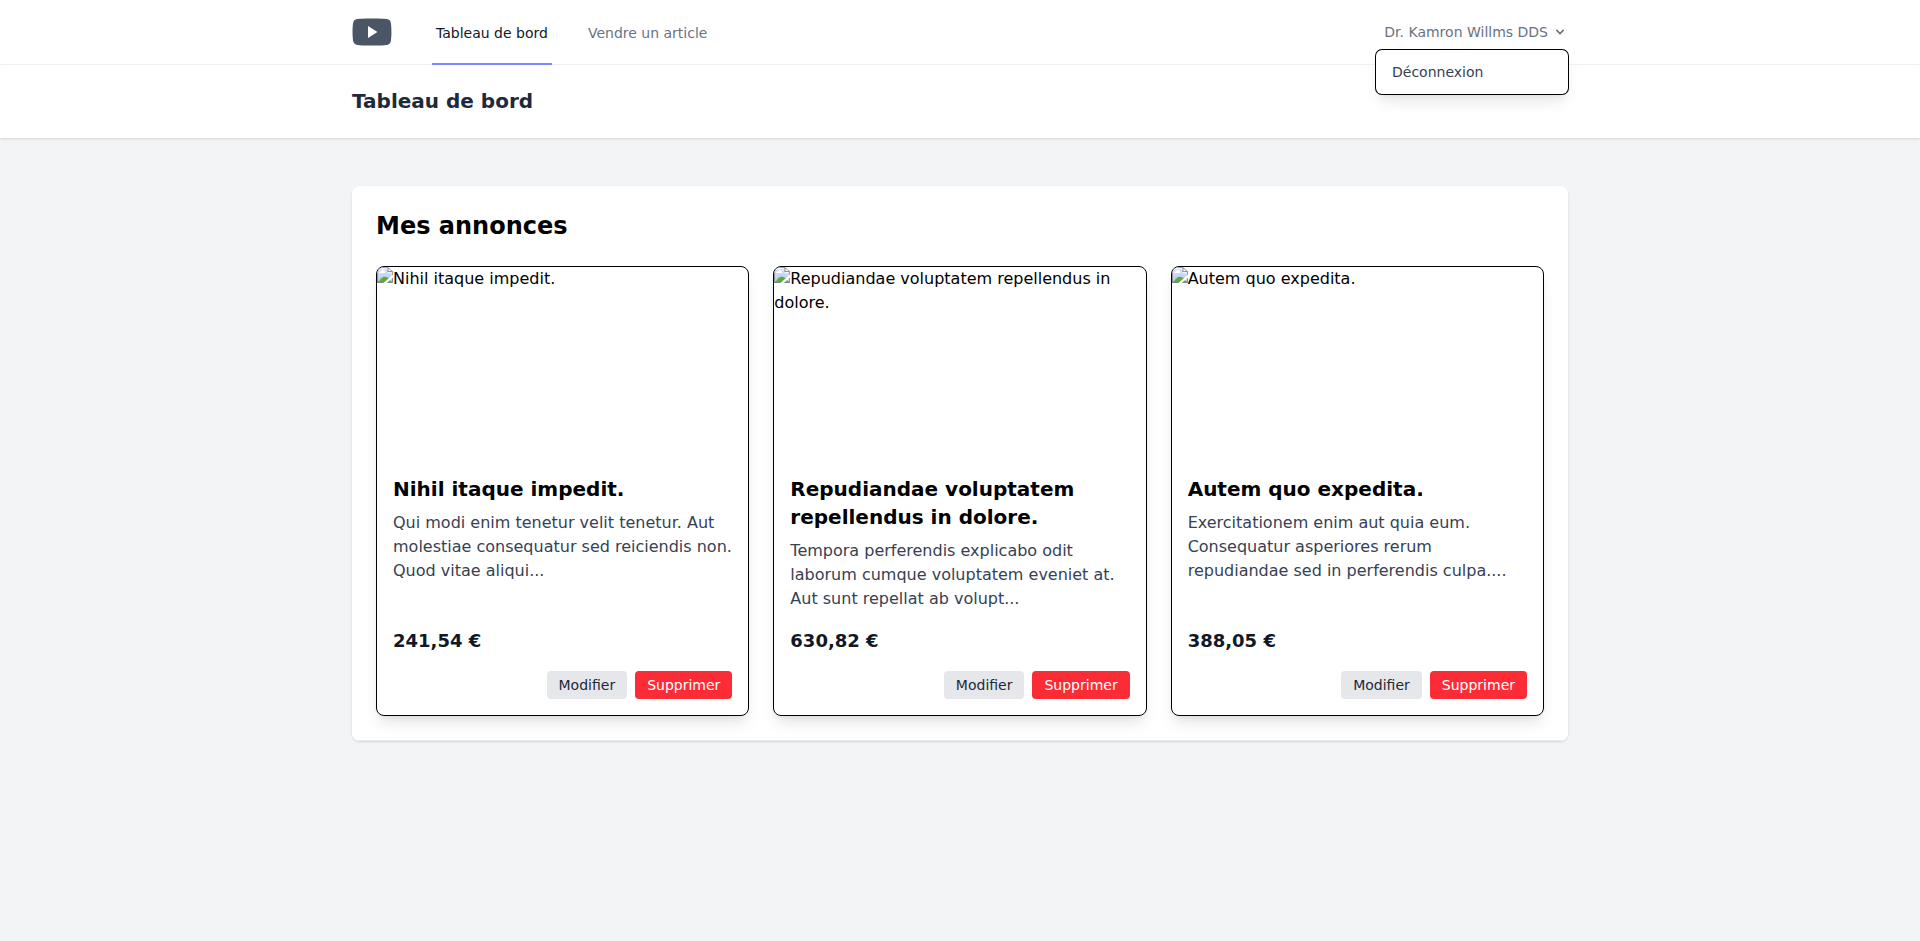 Tableau de bord
Vendre un article
Dr. Kamron Willms DDS
Déconnexion
Tableau de bord
Mes annonces
Nihil itaque impedit.
Nihil itaque impedit.
Qui modi enim tenetur velit tenetur. Aut
molestiae consequatur sed reiciendis non.
Quod vitae aliqui...
241,54 €
Modifier
Supprimer
Repudiandae voluptatem repellendus in
dolore.
Repudiandae voluptatem
repellendus in dolore.
Tempora perferendis explicabo odit
laborum cumque voluptatem eveniet at.
Aut sunt repellat ab volupt...
630,82 €
Modifier
Supprimer
Autem quo expedita.
Autem quo expedita.
Exercitationem enim aut quia eum.
Consequatur asperiores rerum
repudiandae sed in perferendis culpa....
388,05 €
Modifier
Supprimer